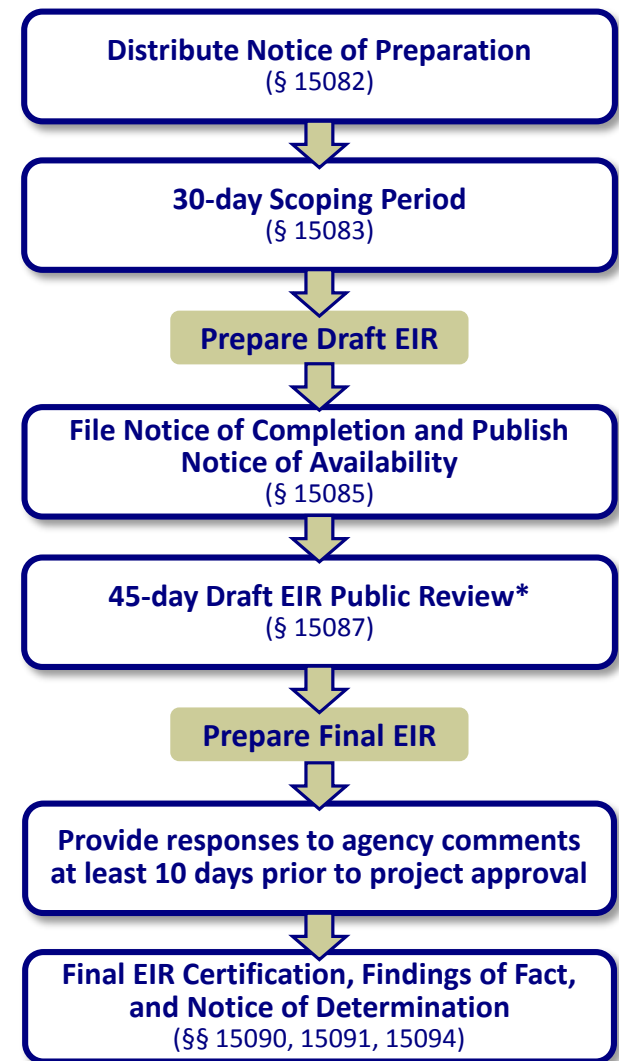 Distribute Notice of Preparation
(§ 15082)
30-day Scoping Period
(§ 15083)
Prepare Draft EIR
File Notice of Completion and Publish
Notice of Availability
(§ 15085)
45-day Draft EIR Public Review*
(§ 15087)
Prepare Final EIR
Provide responses to agency comments
at least 10 days prior to project approval
Final EIR Certification, Findings of Fact,
and Notice of Determination
(§§ 15090, 15091, 15094)